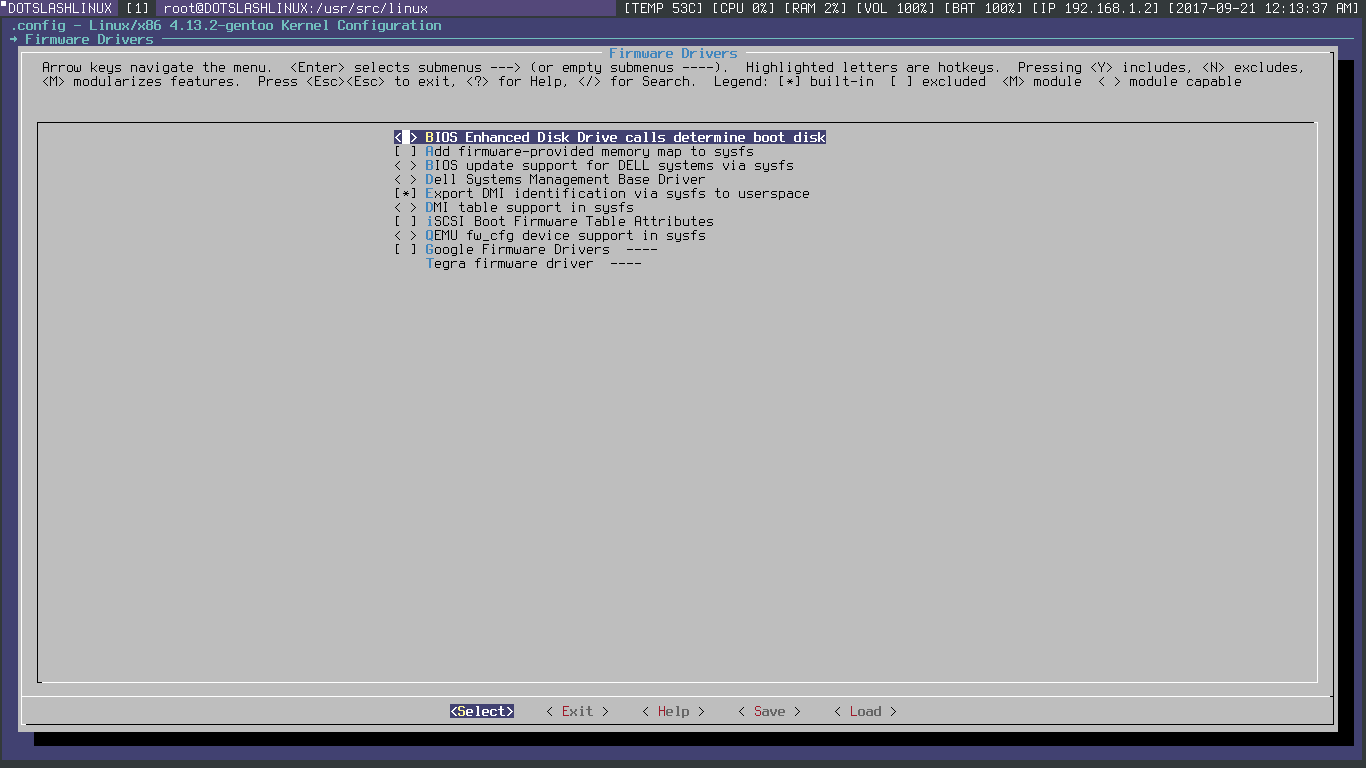 DOTSLASHLINUX [1] root@DOTSLASHLINUX:/usr/src/linux [TEMP 53C] [CPU 0%] [RAM 2%] [VOL 100%] [BAT 100%] [IP 192.168.1.2] [2017-09-21 12:13:37 AM]
.config - Linux/x86 4.13.2-gentoo Kernel Configuration
→ Firmware Drivers
Firmware Drivers
Arrow keys navigate the menu. <Enter> selects submenus ---> (or empty submenus ----). Highlighted letters are hotkeys. Pressing <Y> includes, <N> excludes,
<M> modularizes features. Press <Esc><Esc> to exit, <?> for Help, </> for Search. Legend: [*] built-in [ ] excluded <M> module < > module capable
< > BIOS Enhanced Disk Drive calls determine boot disk
[ ] Add firmware-provided memory map to sysfs
< > BIOS update support for DELL systems via sysfs
< > Dell Systems Management Base Driver
[*] Export DMI identification via sysfs to userspace
< > DMI table support in sysfs
[ ] iSCSI Boot Firmware Table Attributes
< > QEMU fw_cfg device support in sysfs
[ ] Google Firmware Drivers ----
Tegra firmware driver ----
<Select> < Exit > < Help > < Save > < Load >